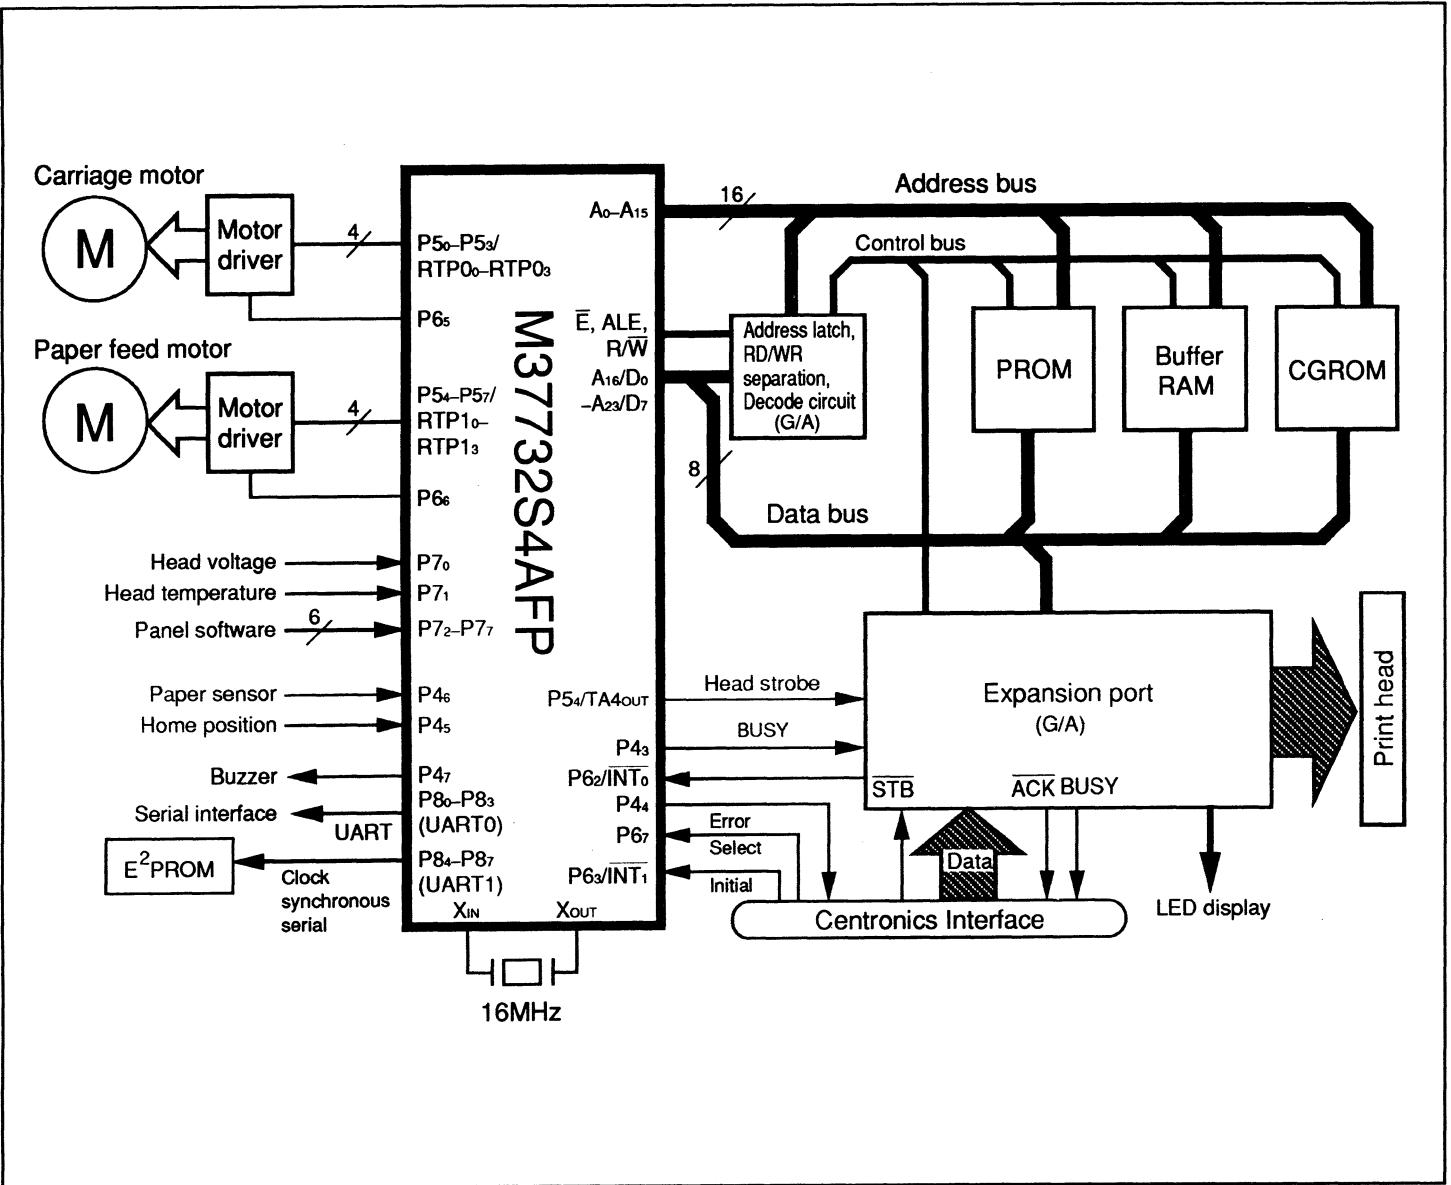 Carriage motor
M
Motor
driver
4
P5₀–P5₃/
RTP0₀–RTP0₃
P6₅
Paper feed motor
M
Motor
driver
4
P5₄–P5₇/
RTP1₀–
RTP1₃
P6₆
Head voltage
P7₀
Head temperature
P7₁
Panel software
6
P7₂–P7₇
Paper sensor
P4₆
Home position
P4₅
Buzzer
P4₇
Serial interface
UART
P8₀–P8₃
(UART0)
E²PROM
Clock
synchronous
serial
P8₄–P8₇
(UART1)
XIN
XOUT
16MHz
M37732S4AFP
A₀–A₁₅
16
Address bus
Control bus
E̅, ALE,
R/W̅
A₁₆/D₀
–A₂₃/D₇
Address latch,
RD/WR
separation,
Decode circuit
(G/A)
PROM
Buffer
RAM
CGROM
8
Data bus
P5₄/TA4OUT
Head strobe
P4₃
BUSY
P6₂/I̅N̅T̅₀
P4₄
P6₇
Error
Select
P6₃/I̅N̅T̅₁
Initial
Expansion port
(G/A)
S̅T̅B̅
A̅C̅K̅ BUSY
Data
Centronics Interface
LED display
Print head